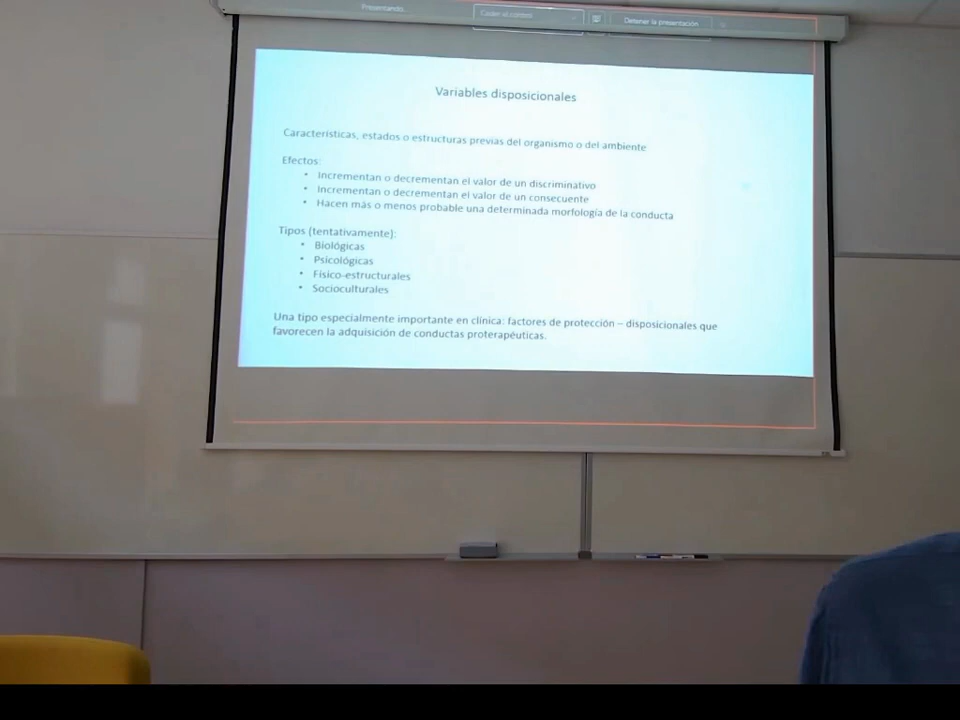 Presentando...
Detener la presentación
Variables disposicionales
Características, estados o estructuras previas del organismo o del ambiente
Efectos:
• Incrementan o decrementan el valor de un discriminativo
• Incrementan o decrementan el valor de un consecuente
• Hacen más o menos probable una determinada morfología de la conducta
Tipos (tentativamente):
• Biológicas
• Psicológicas
• Físico-estructurales
• Socioculturales
Una tipo especialmente importante en clínica: factores de protección – disposicionales que
favorecen la adquisición de conductas proterapéuticas.